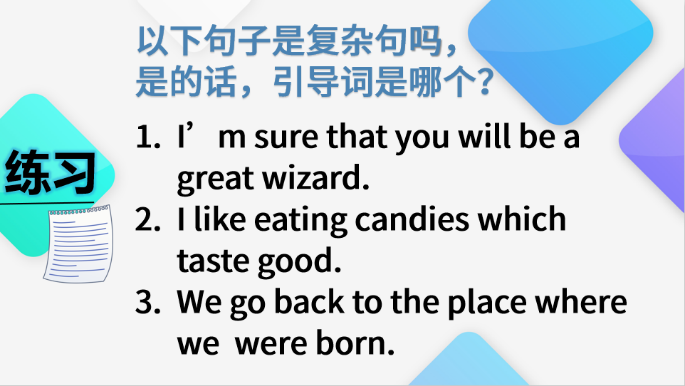 以下句子是复杂句吗，
是的话，引导词是哪个？
练习
1. I’m sure that you will be a
great wizard.
2. I like eating candies which
taste good.
3. We go back to the place where
we were born.